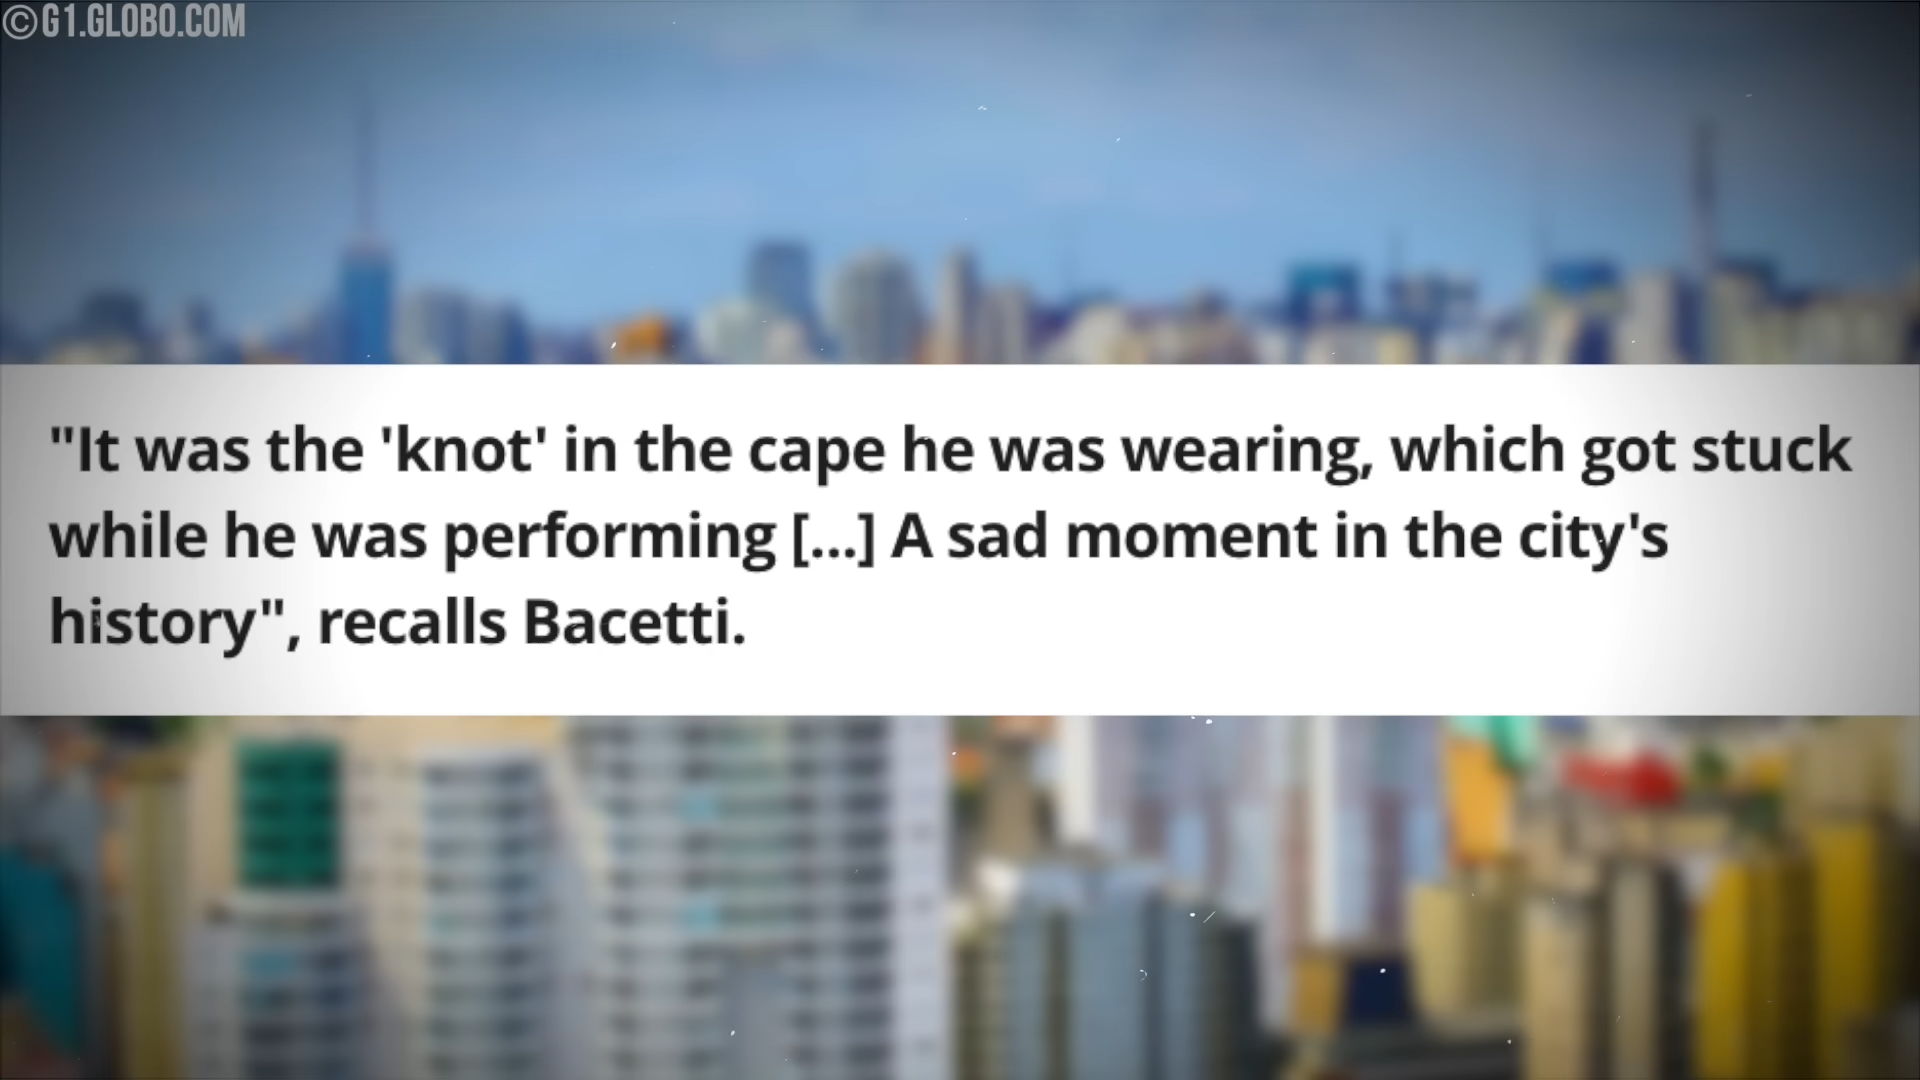 ©G1.GLOBO.COM
"It was the 'knot' in the cape he was wearing, which got stuck
while he was performing [...] A sad moment in the city's
history", recalls Bacetti.